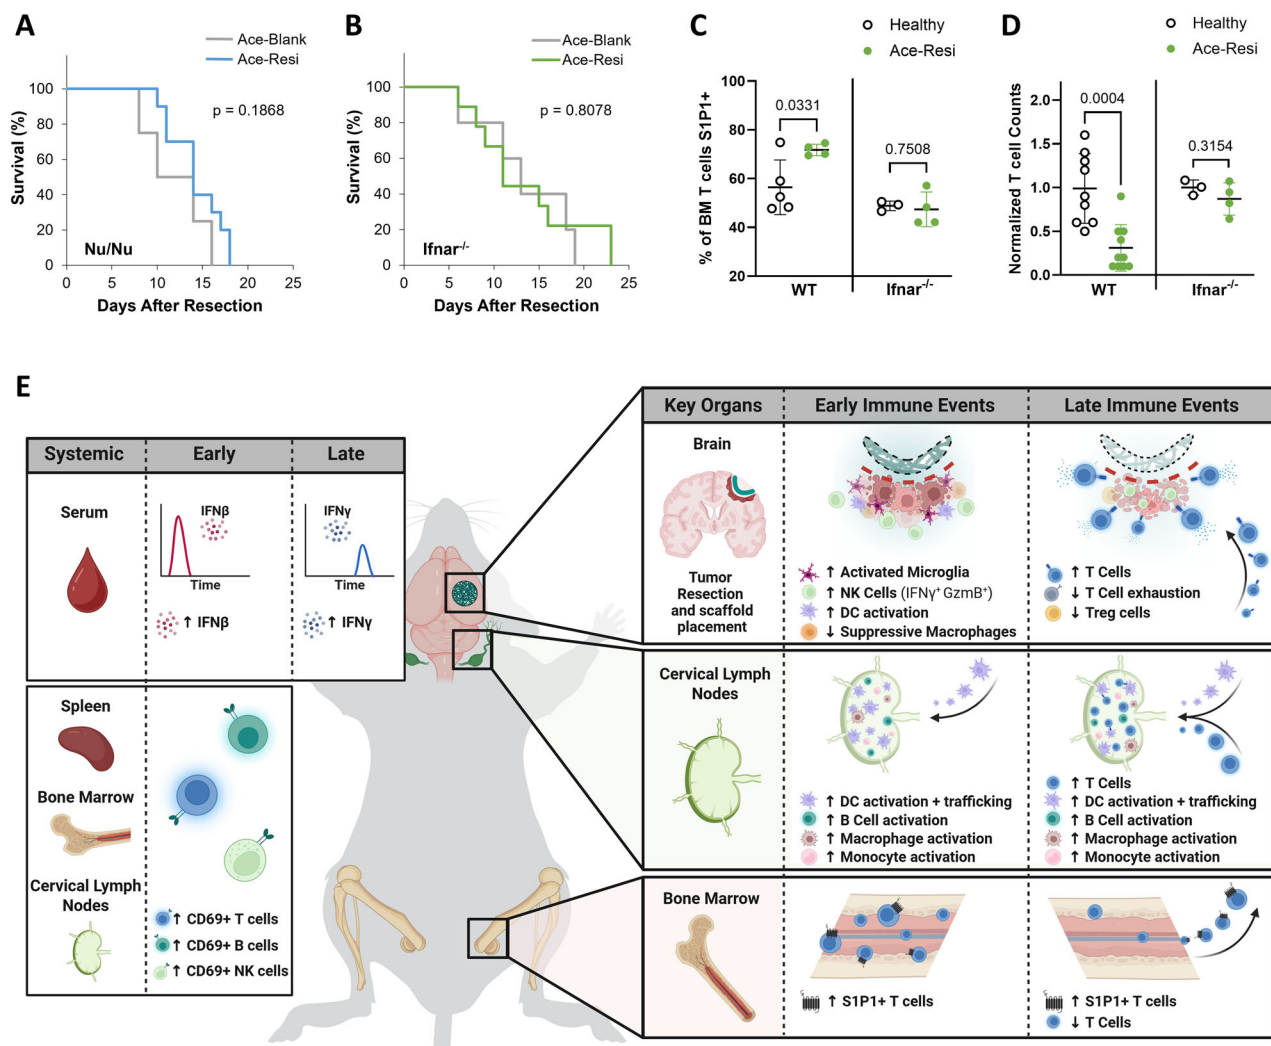 A
Ace-Blank
Ace-Resi
Survival (%)
100
80
60
40
20
0
p = 0.1868
Nu/Nu
0
5
10
15
20
25
Days After Resection
B
Ace-Blank
Ace-Resi
Survival (%)
100
80
60
40
20
0
p = 0.8078
Ifnar-/-
0
5
10
15
20
25
Days After Resection
C
Healthy
Ace-Resi
% of BM T cells S1P1+
100
80
60
40
20
0.0331
0.7508
WT
Ifnar-/-
D
Healthy
Ace-Resi
Normalized T cell Counts
2.0
1.5
1.0
0.5
0.0
0.0004
0.3154
WT
Ifnar-/-
E
Systemic
Early
Late
Serum
IFNβ
Time
↑ IFNβ
IFNγ
Time
↑ IFNγ
Spleen
Bone Marrow
Cervical Lymph
Nodes
↑ CD69+ T cells
↑ CD69+ B cells
↑ CD69+ NK cells
Key Organs
Early Immune Events
Late Immune Events
Brain
Tumor
Resection
and scaffold
placement
↑ Activated Microglia
↑ NK Cells (IFNγ+ GzmB+)
↑ DC activation
↓ Suppressive Macrophages
↑ T Cells
↓ T Cell exhaustion
↓ Treg cells
Cervical Lymph
Nodes
↑ DC activation + trafficking
↑ B Cell activation
↑ Macrophage activation
↑ Monocyte activation
↑ T Cells
↑ DC activation + trafficking
↑ B Cell activation
↑ Macrophage activation
↑ Monocyte activation
Bone Marrow
↑ S1P1+ T cells
↑ S1P1+ T cells
↓ T Cells